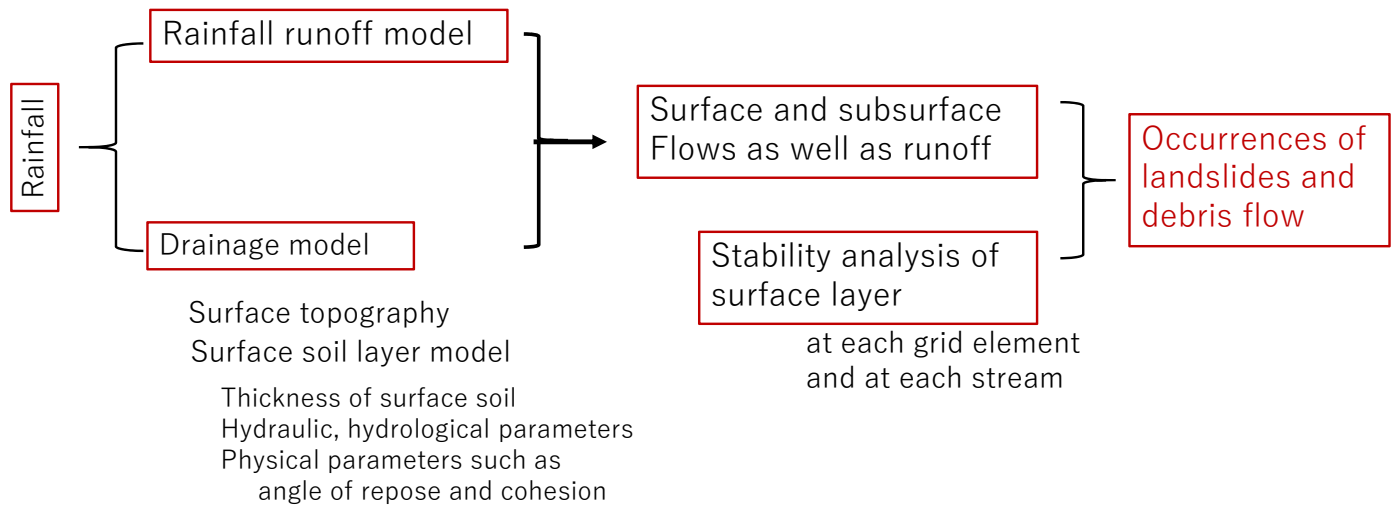 Rainfall
Rainfall runoff model
Drainage model
Surface topography
Surface soil layer model
Thickness of surface soil
Hydraulic, hydrological parameters
Physical parameters such as
angle of repose and cohesion
Surface and subsurface
Flows as well as runoff
Stability analysis of
surface layer
at each grid element
and at each stream
Occurrences of
landslides and
debris flow